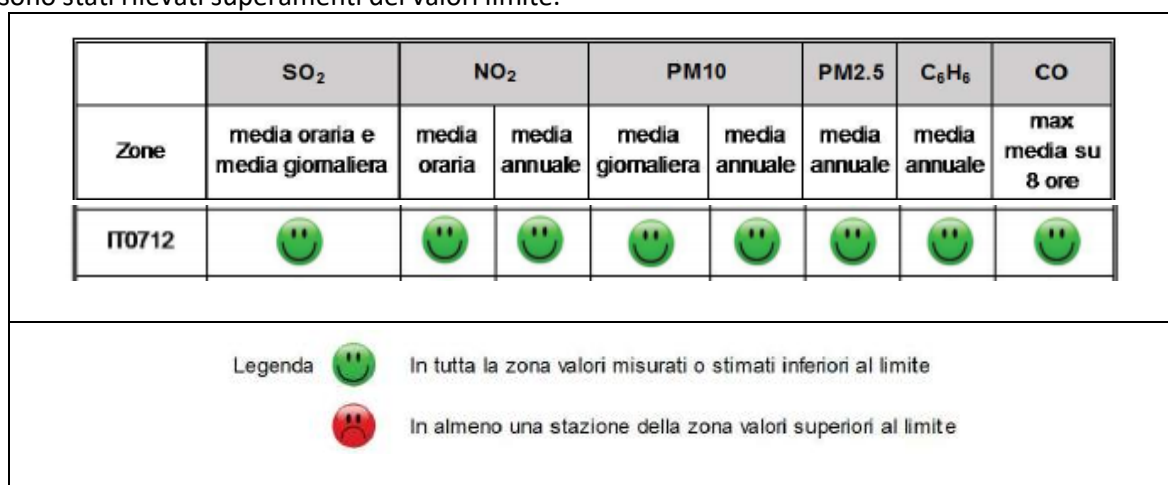 sono stati rilevati superamenti dei valori limite.
SO₂ NO₂ PM10 PM2.5 C₆H₆ CO
Zone media oraria e media giornaliera media oraria media annuale media giornaliera media annuale media annuale media annuale max media su 8 ore
IT0712
Legenda In tutta la zona valori misurati o stimati inferiori al limite
In almeno una stazione della zona valori superiori al limite